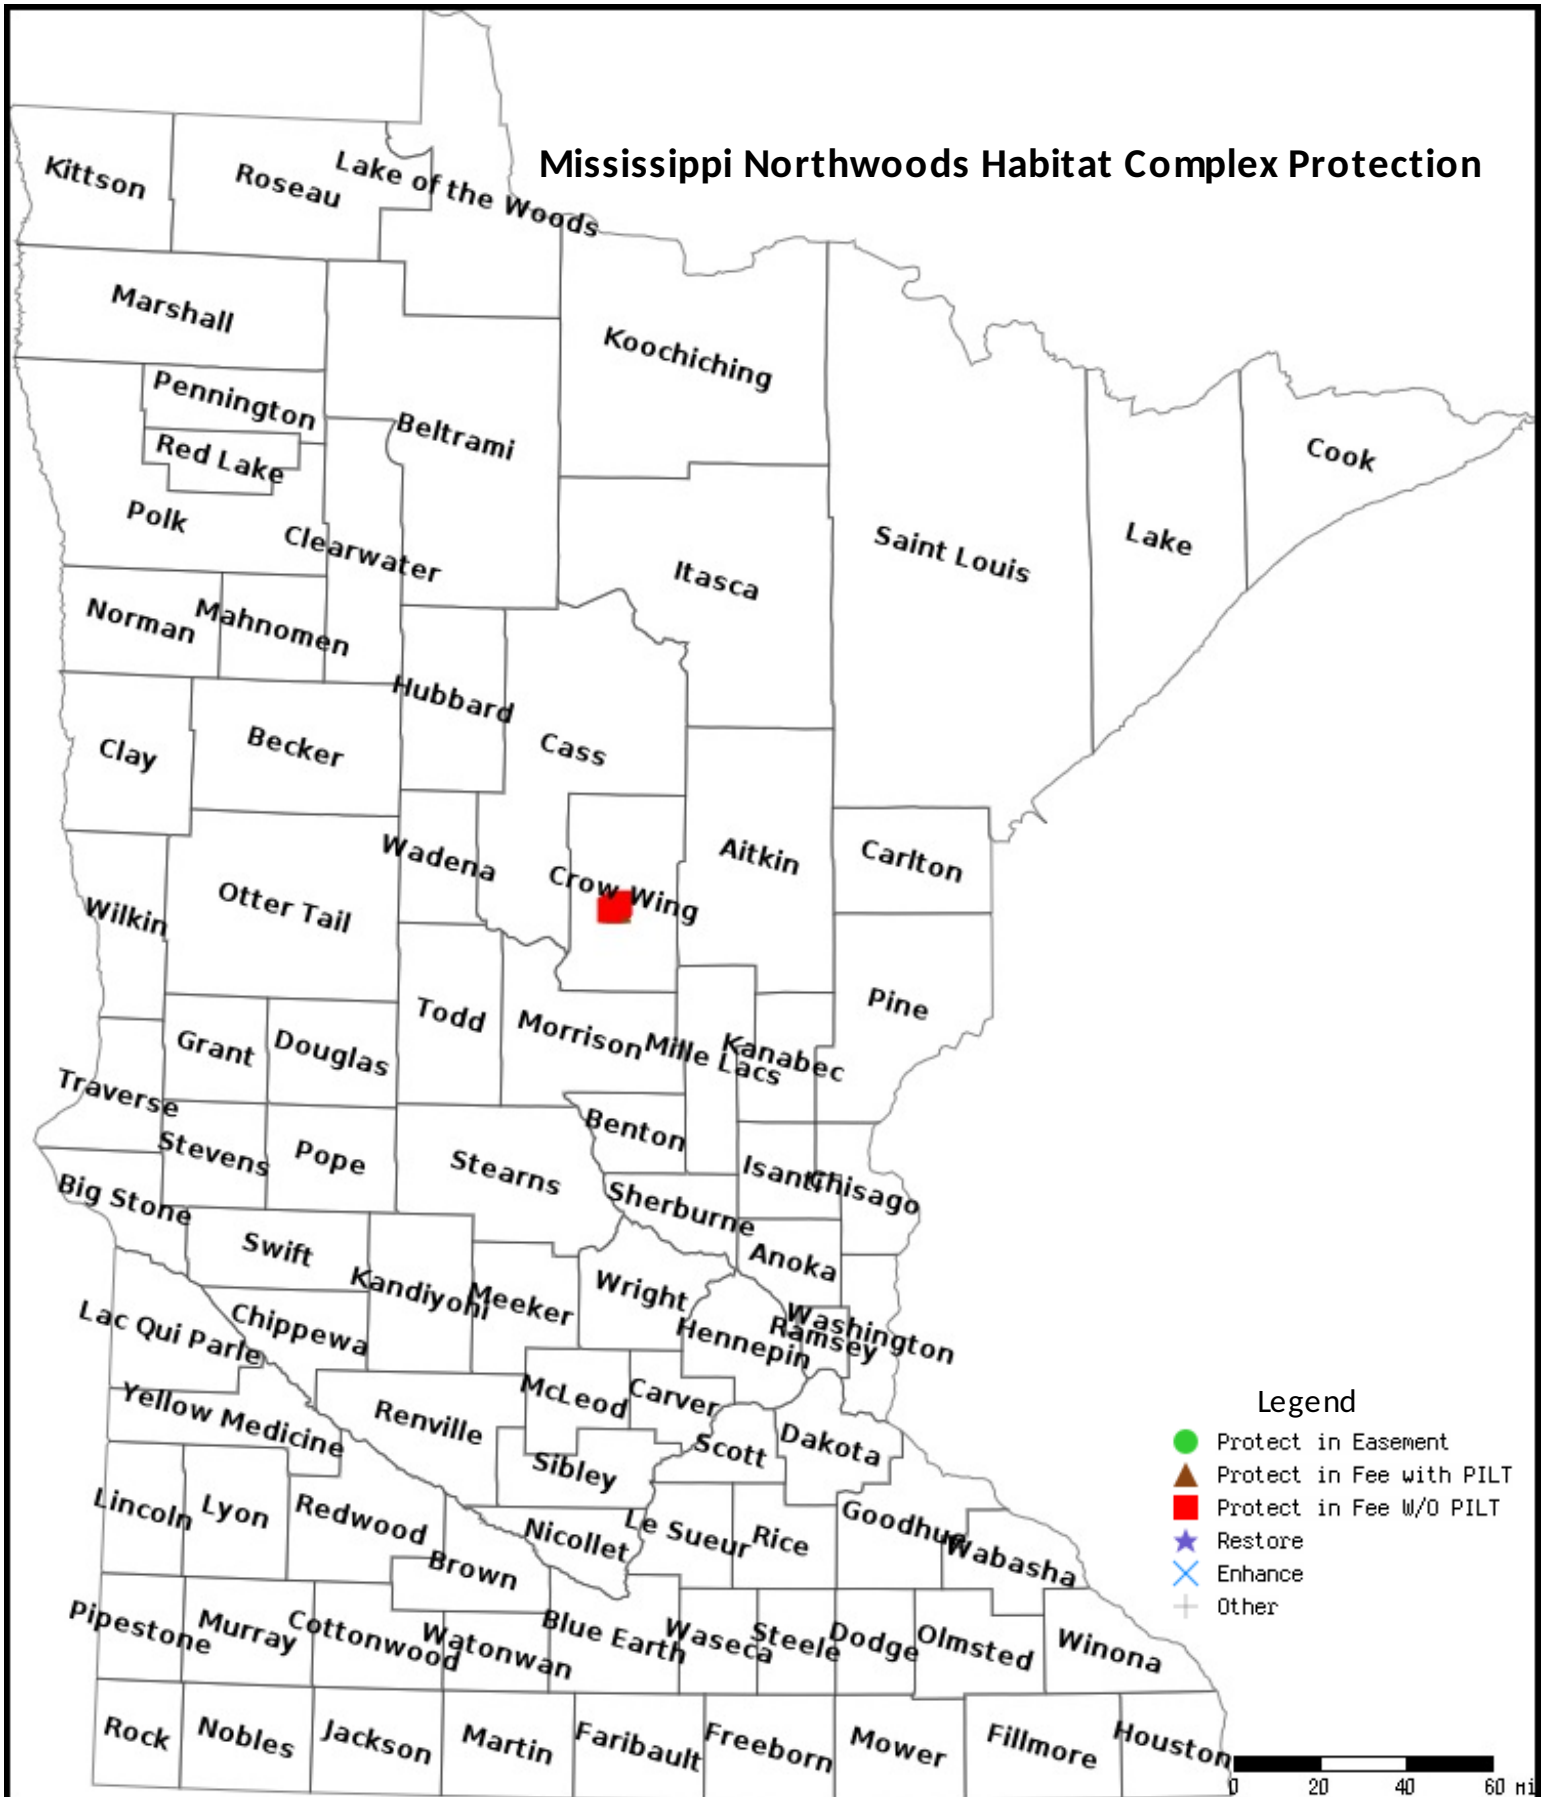 Mississippi Northwoods Habitat Complex Protection
Kittson
Roseau
Lake of the Woods
Marshall
Koochiching
Pennington
Beltrami
Red Lake
Cook
Polk
Clearwater
Saint Louis
Lake
Itasca
Norman
Mahnomen
Hubbard
Cass
Clay
Becker
Wadena
Aitkin
Carlton
Crow Wing
Otter Tail
Wilkin
Pine
Todd
Morrison
Mille Lacs
Kanabec
Grant
Douglas
Traverse
Benton
Stevens
Pope
Stearns
Isanti
Chisago
Big Stone
Sherburne
Swift
Anoka
Kandiyohi
Meeker
Wright
Lac Qui Parle
Chippewa
Hennepin
Ramsey
Washington
Yellow Medicine
Renville
McLeod
Carver
Scott
Dakota
Sibley
Lincoln
Lyon
Redwood
Nicollet
Le Sueur
Rice
Goodhue
Wabasha
Brown
Pipestone
Murray
Cottonwood
Watonwan
Blue Earth
Waseca
Steele
Dodge
Olmsted
Winona
Rock
Nobles
Jackson
Martin
Faribault
Freeborn
Mower
Fillmore
Houston
Legend
Protect in Easement
Protect in Fee with PILT
Protect in Fee W/O PILT
Restore
Enhance
Other
0 20 40 60 mi